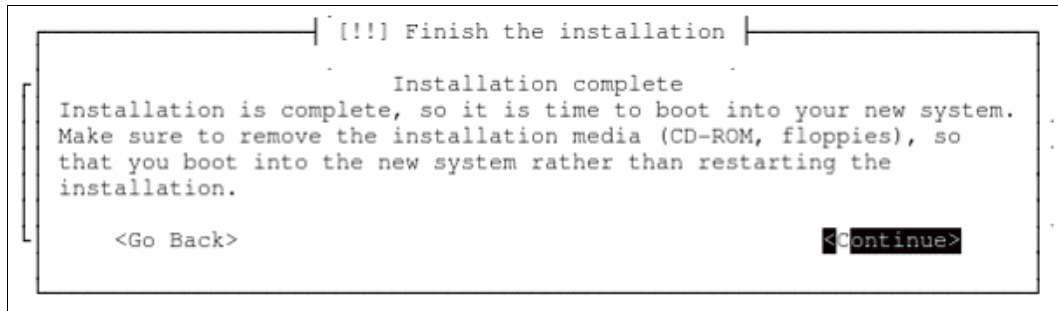 [!!] Finish the installation
Installation complete
Installation is complete, so it is time to boot into your new system.
Make sure to remove the installation media (CD-ROM, floppies), so
that you boot into the new system rather than restarting the
installation.
<Go Back> <Continue>